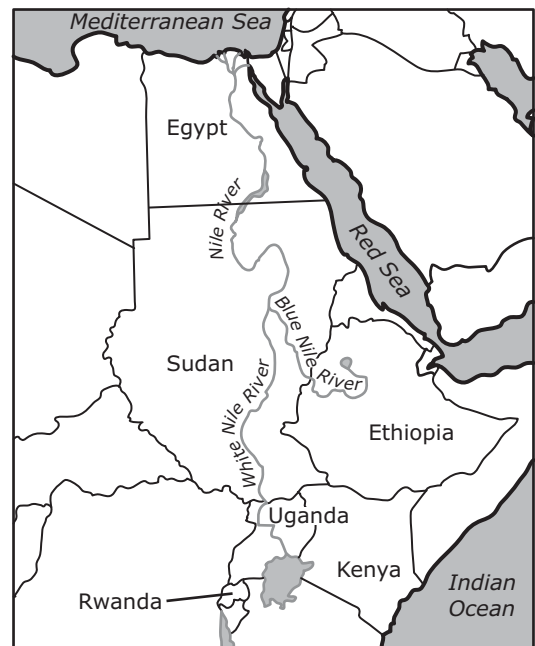 Mediterranean Sea
Egypt
Nile River
Red Sea
Blue Nile River
Sudan
White Nile River
Ethiopia
Uganda
Kenya
Rwanda
Indian
Ocean